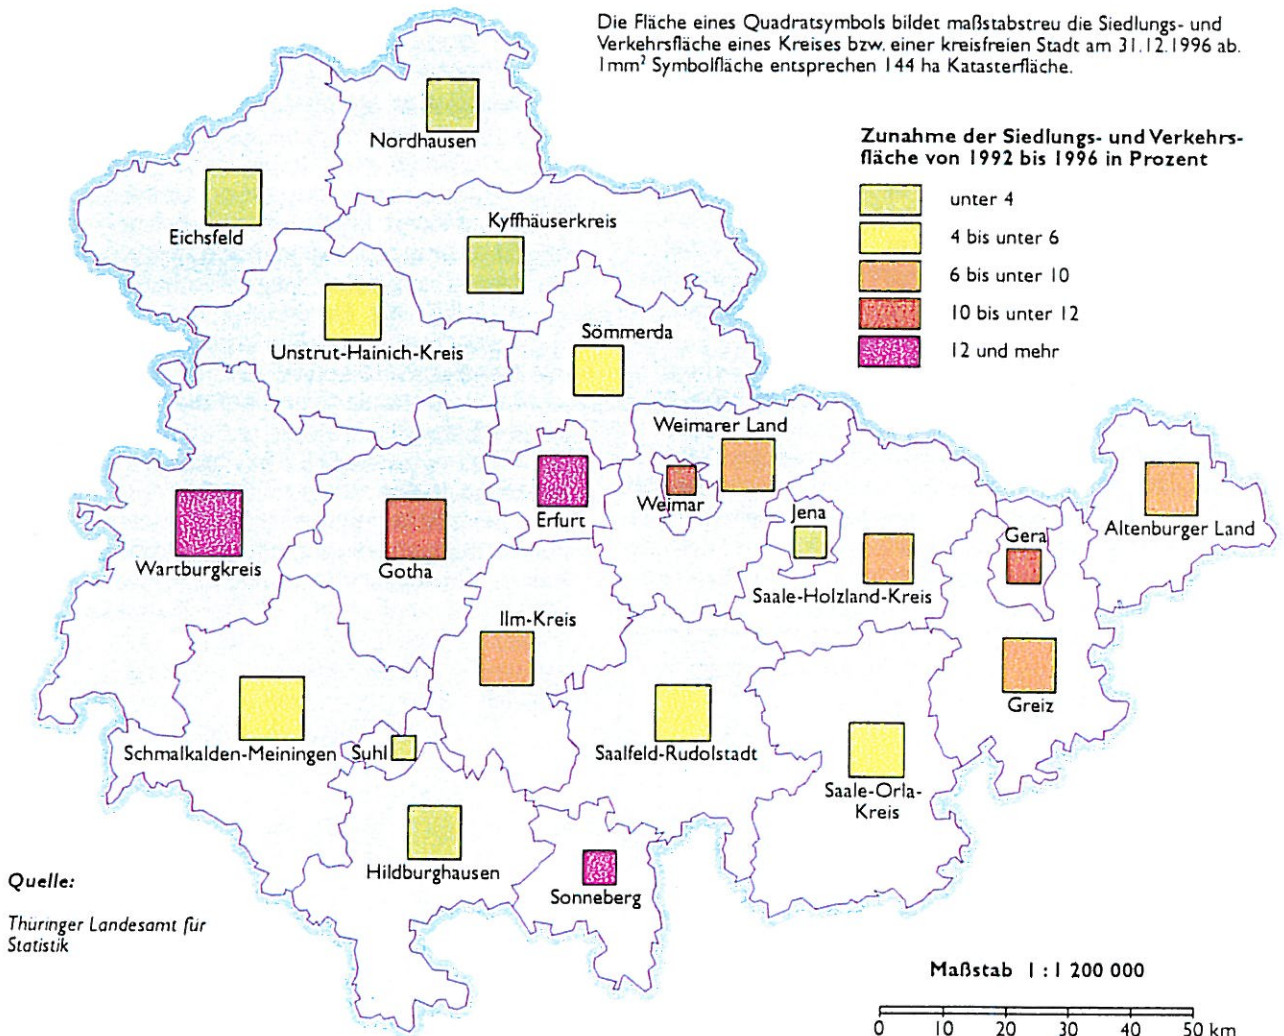 Die Fläche eines Quadratsymbols bildet maßstabstreu die Siedlungs- und
Verkehrsfläche eines Kreises bzw. einer kreisfreien Stadt am 31.12.1996 ab.
1mm² Symbolfläche entsprechen 144 ha Katasterfläche.
Zunahme der Siedlungs- und Verkehrs-
fläche von 1992 bis 1996 in Prozent
unter 4
4 bis unter 6
6 bis unter 10
10 bis unter 12
12 und mehr
Nordhausen
Eichsfeld
Kyffhäuserkreis
Unstrut-Hainich-Kreis
Sömmerda
Weimarer Land
Weimar
Erfurt
Wartburgkreis
Gotha
Jena
Saale-Holzland-Kreis
Gera
Altenburger Land
Ilm-Kreis
Greiz
Schmalkalden-Meiningen
Suhl
Saalfeld-Rudolstadt
Saale-Orla-
Kreis
Hildburghausen
Sonneberg
Quelle:
Thüringer Landesamt für
Statistik
Maßstab 1 : 1 200 000
0 10 20 30 40 50 km